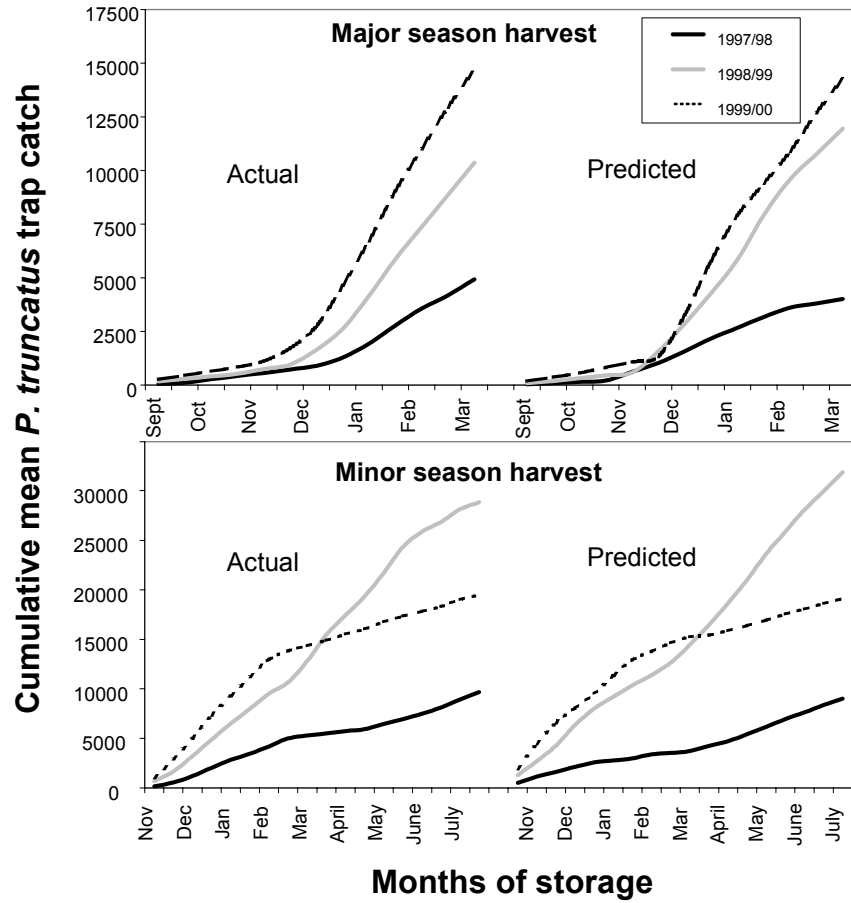 Cumulative mean P. truncatus trap catch
17500
15000
12500
10000
7500
5000
2500
0
Major season harvest
1997/98
1998/99
1999/00
Actual
Predicted
Sept
Oct
Nov
Dec
Jan
Feb
Mar
Sept
Oct
Nov
Dec
Jan
Feb
Mar
30000
25000
20000
15000
10000
5000
0
Minor season harvest
Actual
Predicted
Nov
Dec
Jan
Feb
Mar
April
May
June
July
Nov
Dec
Jan
Feb
Mar
April
May
June
July
Months of storage